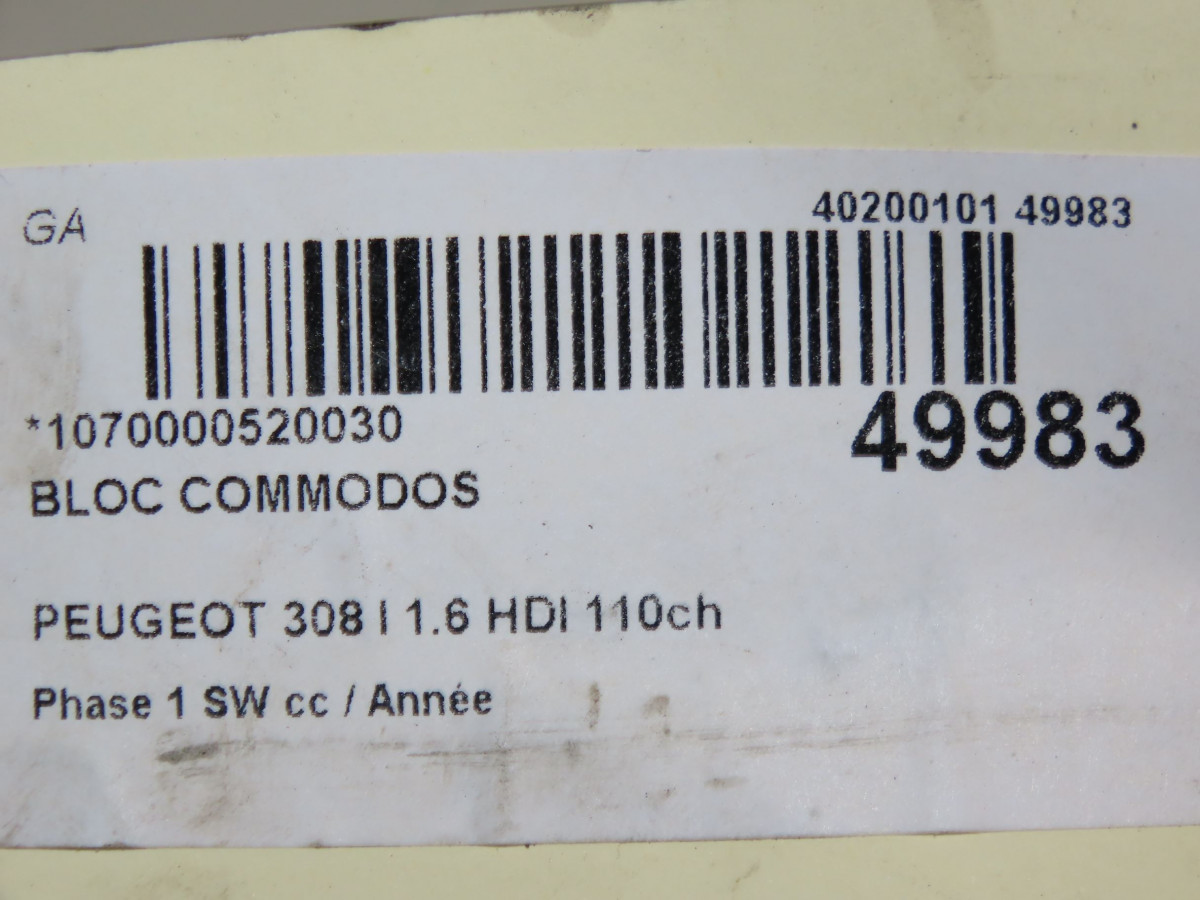 GA
40200101 49983
*1070000520030
49983
BLOC COMMODOS
PEUGEOT 308 I 1.6 HDI 110ch
Phase 1 SW cc / Année